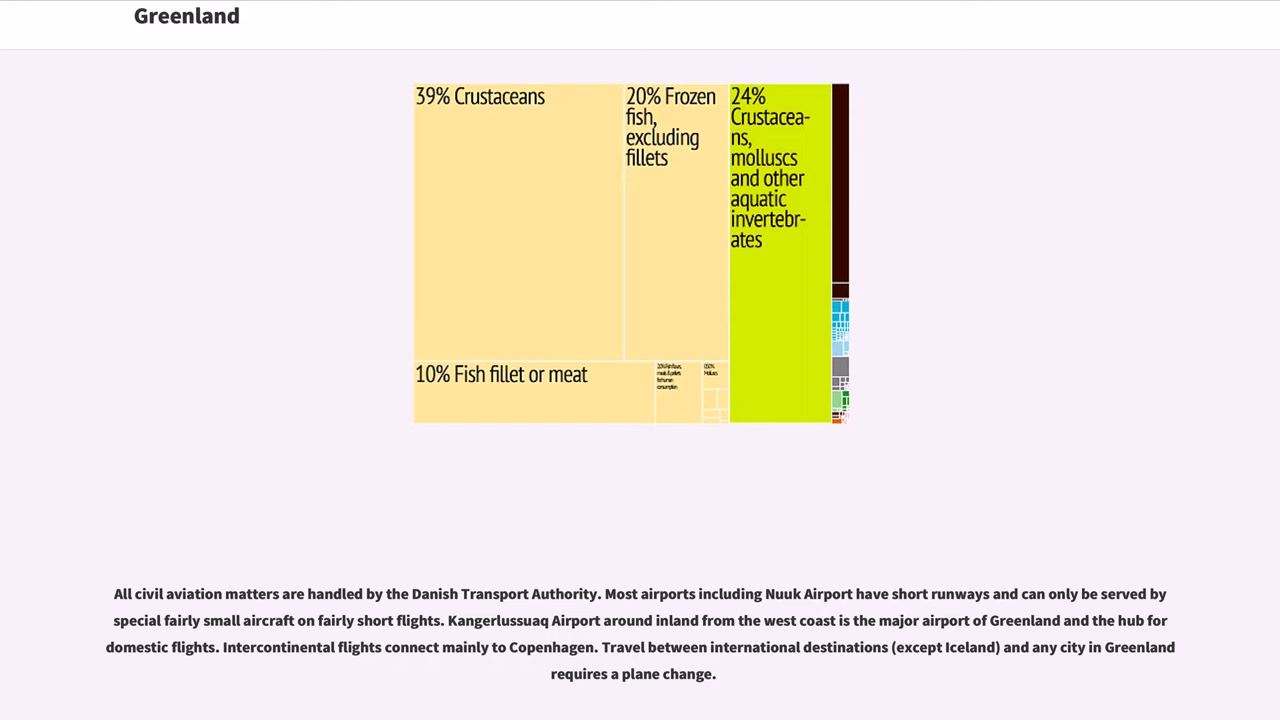 Greenland
39% Crustaceans
20% Frozen
fish,
excluding
fillets
24%
Crustacea-
ns,
molluscs
and other
aquatic
invertebr-
ates
10% Fish fillet or meat
All civil aviation matters are handled by the Danish Transport Authority. Most airports including Nuuk Airport have short runways and can only be served by
special fairly small aircraft on fairly short flights. Kangerlussuaq Airport around inland from the west coast is the major airport of Greenland and the hub for
domestic flights. Intercontinental flights connect mainly to Copenhagen. Travel between international destinations (except Iceland) and any city in Greenland
requires a plane change.